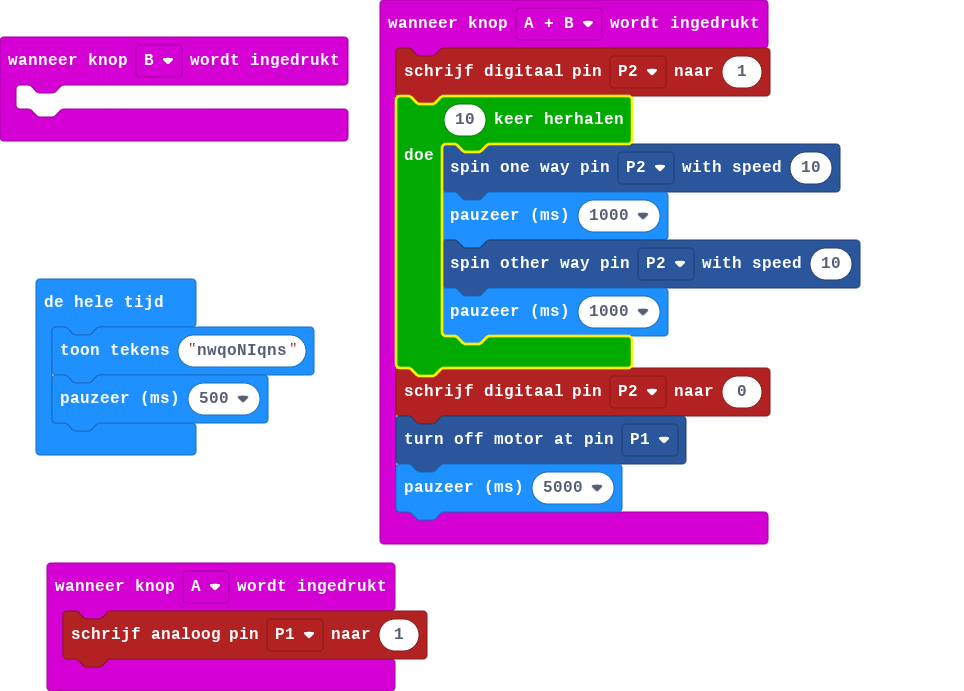 wanneer knop B wordt ingedrukt
de hele tijd
toon tekens "nwqoNIqns"
pauzeer (ms) 500
wanneer knop A wordt ingedrukt
schrijf analoog pin P1 naar 1
wanneer knop A + B wordt ingedrukt
schrijf digitaal pin P2 naar 1
10 keer herhalen
doe
spin one way pin P2 with speed 10
pauzeer (ms) 1000
spin other way pin P2 with speed 10
pauzeer (ms) 1000
schrijf digitaal pin P2 naar 0
turn off motor at pin P1
pauzeer (ms) 5000